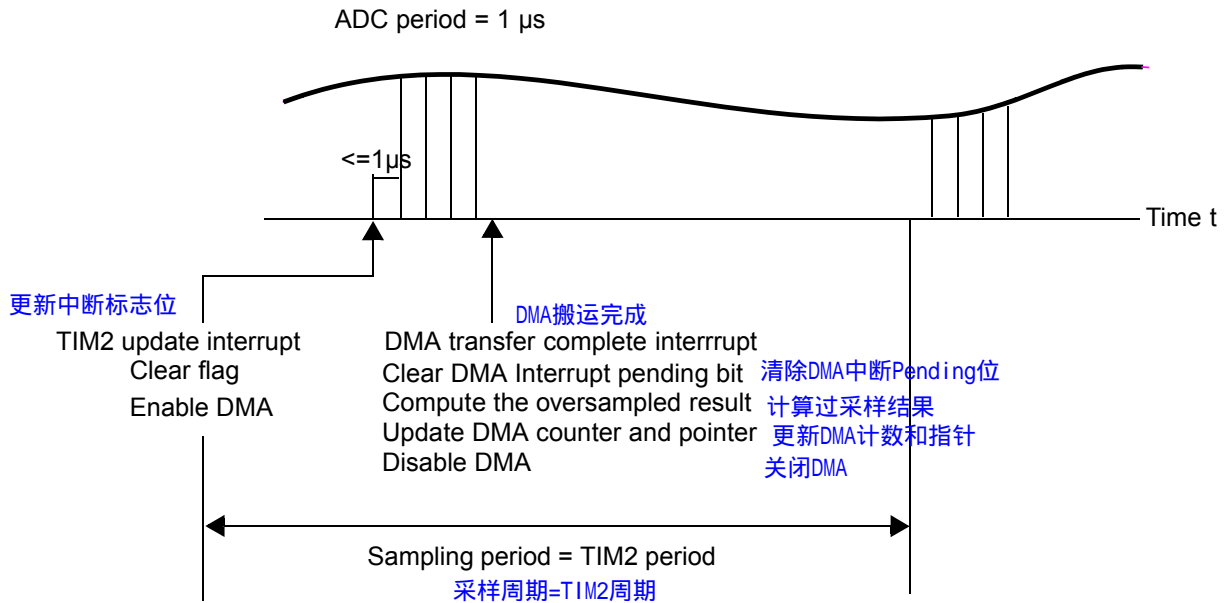 ADC period = 1 µs
<=1µs
Time t
更新中断标志位
TIM2 update interrupt
Clear flag
Enable DMA
DMA搬运完成
DMA transfer complete interrrupt
Clear DMA Interrupt pending bit 清除DMA中断Pending位
Compute the oversampled result 计算过采样结果
Update DMA counter and pointer 更新DMA计数和指针
Disable DMA 关闭DMA
Sampling period = TIM2 period
采样周期=TIM2周期